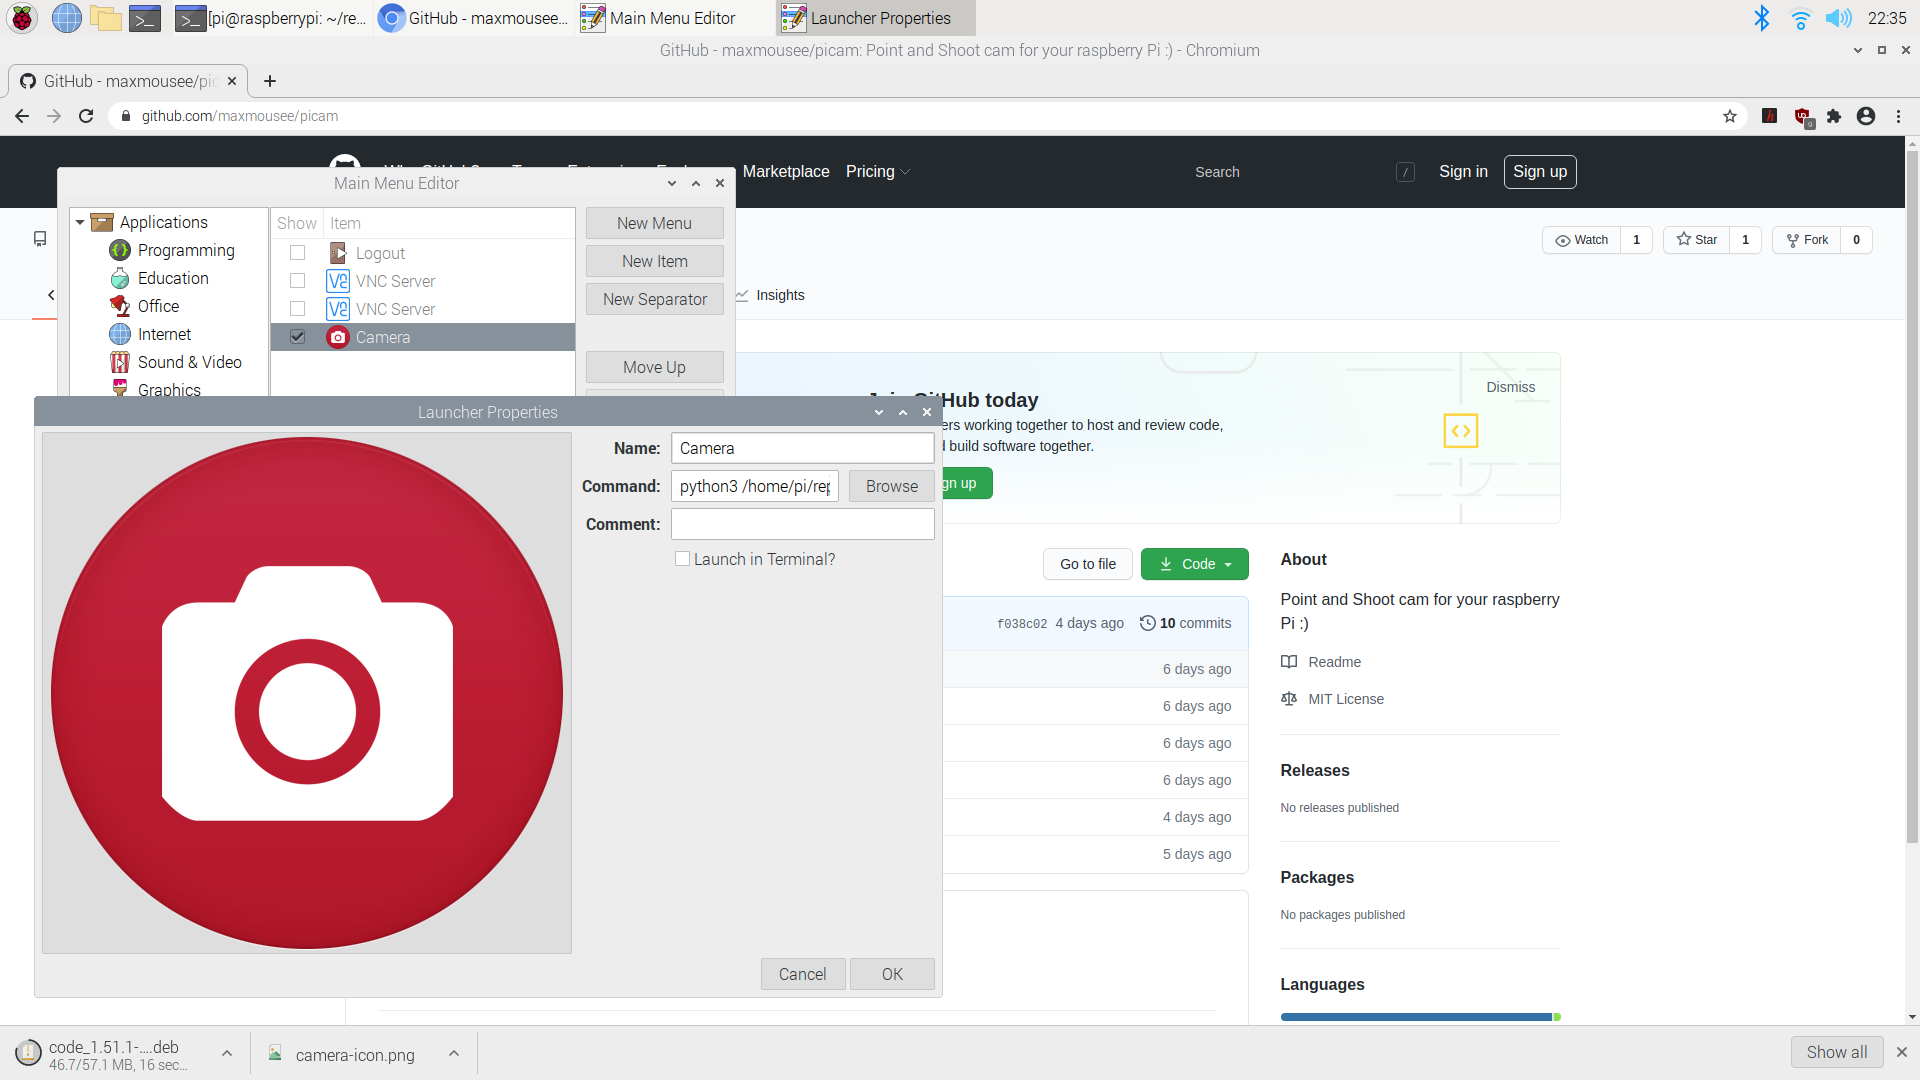 [pi@raspberrypi: ~/re...
GitHub - maxmousee...
Main Menu Editor
Launcher Properties
22:35
GitHub - maxmousee/picam: Point and Shoot cam for your raspberry Pi :) - Chromium
GitHub - maxmousee/pic
github.com/maxmousee/picam
Marketplace
Pricing
Search
/
Sign in
Sign up
Main Menu Editor
Applications
Programming
Education
Office
Internet
Sound & Video
Graphics
Show
Item
Logout
VNC Server
VNC Server
Camera
New Menu
New Item
New Separator
Move Up
Watch
1
Star
1
Fork
0
Insights
Dismiss
GitHub today
ers working together to host and review code,
build software together.
gn up
Launcher Properties
Name:
Camera
Command:
python3 /home/pi/rep
Browse
Comment:
Launch in Terminal?
Cancel
OK
Go to file
Code
f038c02
4 days ago
10 commits
6 days ago
6 days ago
6 days ago
6 days ago
4 days ago
5 days ago
About
Point and Shoot cam for your raspberry
Pi :)
Readme
MIT License
Releases
No releases published
Packages
No packages published
Languages
code_1.51.1-....deb
46.7/57.1 MB, 16 sec...
camera-icon.png
Show all